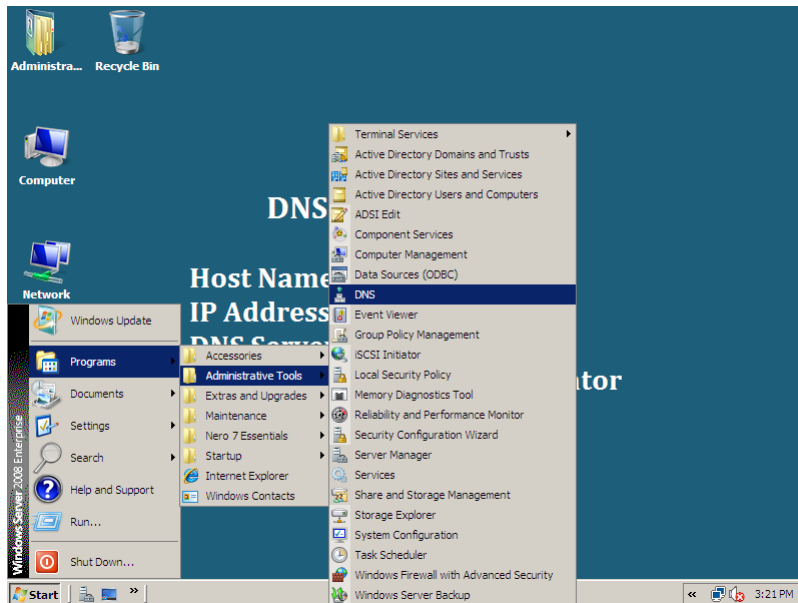 Administra...
Recycle Bin
Computer
Network
DNS
Host Name
IP Address
DNS Server
ator
Windows Server 2008 Enterprise
Windows Update
Programs
Documents
Settings
Search
Help and Support
Run...
Shut Down...
Accessories
Administrative Tools
Extras and Upgrades
Maintenance
Nero 7 Essentials
Startup
Internet Explorer
Windows Contacts
Terminal Services
Active Directory Domains and Trusts
Active Directory Sites and Services
Active Directory Users and Computers
ADSI Edit
Component Services
Computer Management
Data Sources (ODBC)
DNS
Event Viewer
Group Policy Management
iSCSI Initiator
Local Security Policy
Memory Diagnostics Tool
Reliability and Performance Monitor
Security Configuration Wizard
Server Manager
Services
Share and Storage Management
Storage Explorer
System Configuration
Task Scheduler
Windows Firewall with Advanced Security
Windows Server Backup
Start
3:21 PM